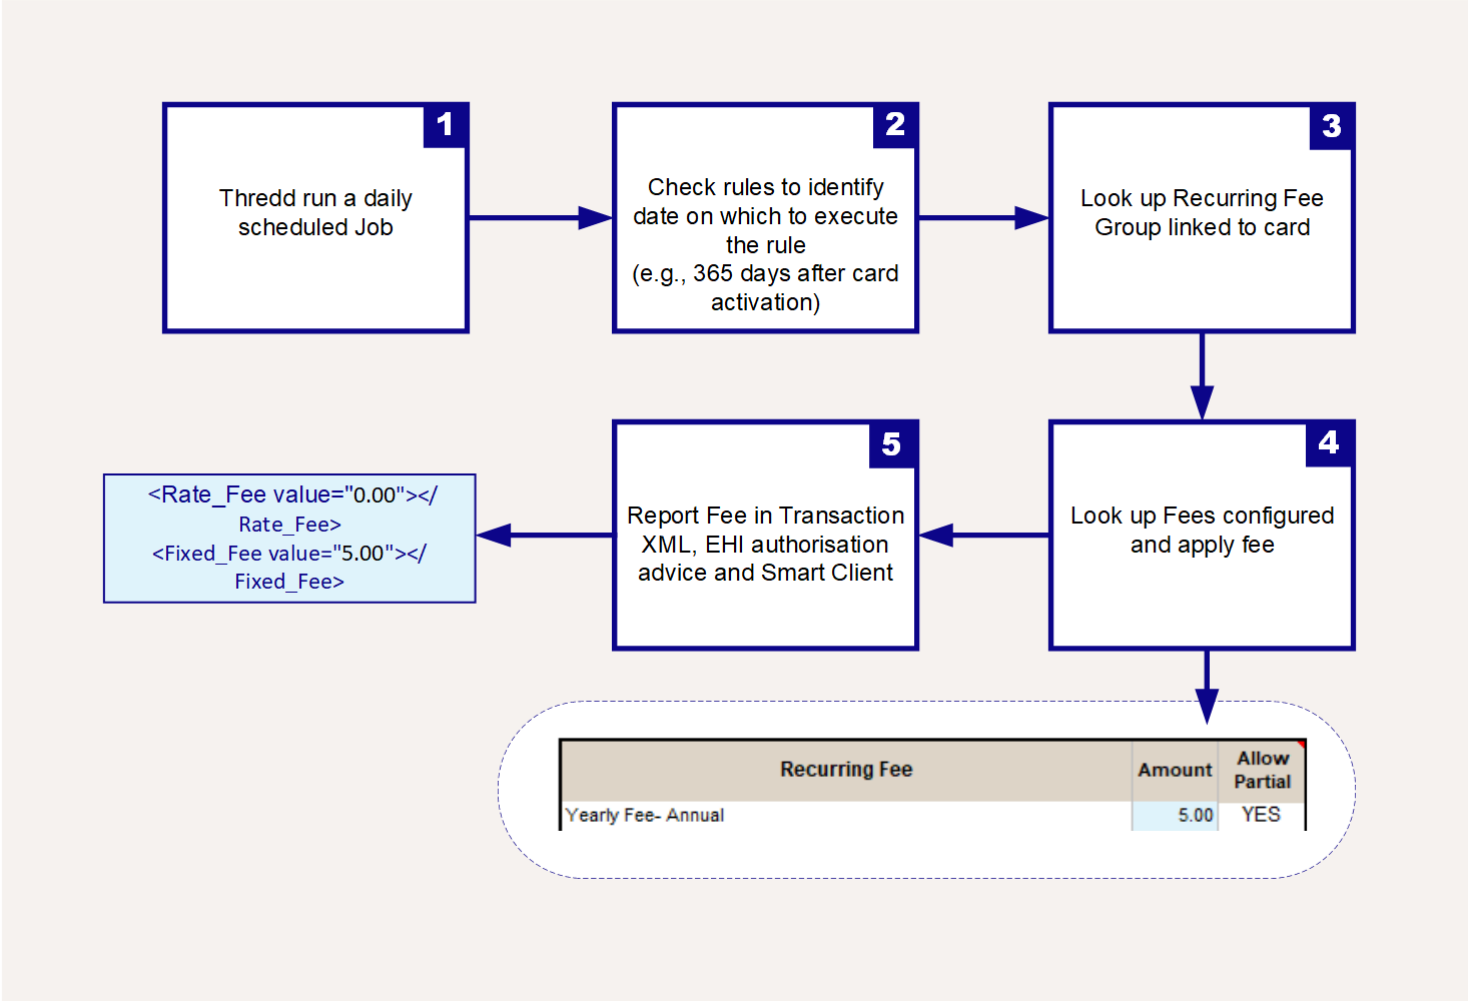 1
Thredd run a daily
scheduled Job
2
Check rules to identify
date on which to execute
the rule
(e.g., 365 days after card
activation)
3
Look up Recurring Fee
Group linked to card
4
Look up Fees configured
and apply fee
5
Report Fee in Transaction
XML, EHI authorisation
advice and Smart Client
<Rate_Fee value="0.00"></
Rate_Fee>
<Fixed_Fee value="5.00"></
Fixed_Fee>
Recurring Fee Amount Allow
Partial
Yearly Fee- Annual 5.00 YES